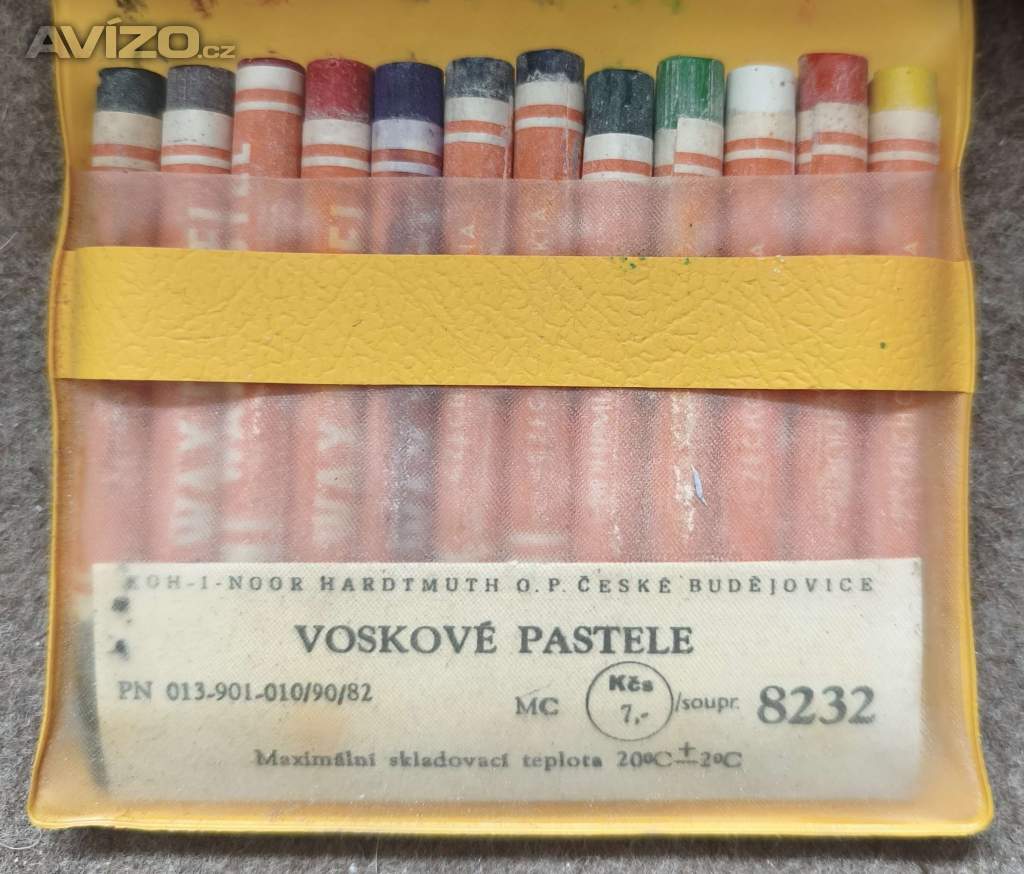 AVÍZO.cz
KOH-I-NOOR HARDTMUTH O.P. ČESKÉ BUDĚJOVICE
VOSKOVÉ PASTELE
PN 013-901-010/90/82
MC Kčs 7,- /soupr. 8232
Maximální skladovací teplota 20°C ± 2°C